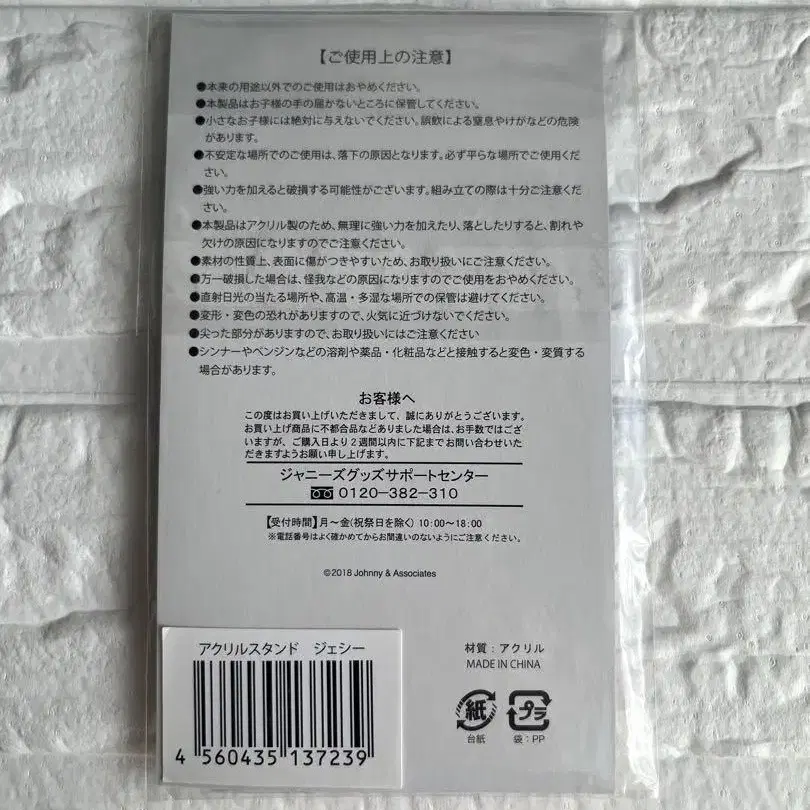 【ご使用上の注意】
●本来の用途以外でのご使用はおやめください。
●本製品はお子様の手の届かないところに保管してください。
●小さなお子様には絶対に与えないでください。誤飲による窒息やけがなどの危険
があります。
●不安定な場所でのご使用は、落下の原因となります。必ず平らな場所でご使用くだ
さい。
●強い力を加えると破損する可能性がございます。組み立ての際は十分ご注意くだ
さい。
●本製品はアクリル製のため、無理に強い力を加えたり、落としたりすると、割れや
欠けの原因になりますのでご注意ください。
●素材の性質上、表面に傷がつきやすいため、お取り扱いにご注意ください。
●万一破損した場合は、怪我などの原因になりますのでご使用をおやめください。
●直射日光の当たる場所や、高温・多湿な場所での保管は避けてください。
●変形・変色の恐れがありますので、火気に近づけないでください。
●尖った部分がありますので、お取り扱いにはご注意ください
●シンナーやベンジンなどの溶剤や薬品・化粧品などと接触すると変色・変質する
場合があります。
お客様へ
この度はお買い上げいただきまして、誠にありがとうございます。
お買い上げ商品に不都合品などありました場合は、お手数ではござ
いますが、ご購入日より2週間以内に下記までお問い合わせいた
だきますようお願い申し上げます。
ジャニーズグッズサポートセンター
0120-382-310
【受付時間】月〜金(祝祭日を除く) 10:00〜18:00
※電話番号はよく確かめてからお間違いのないようにご注意ください。
©2018 Johnny & Associates
アクリルスタンド ジェシー
4 560435 137239
材質：アクリル
MADE IN CHINA
紙
台紙
プラ
袋：PP